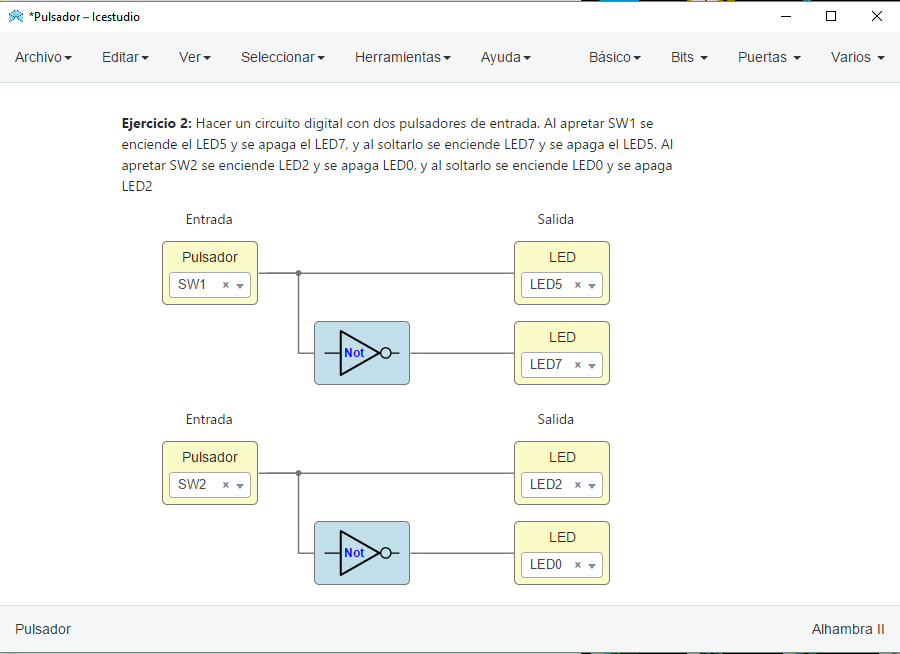 *Pulsador – Icestudio
Archivo Editar Ver Seleccionar Herramientas Ayuda Básico Bits Puertas Varios
Ejercicio 2: Hacer un circuito digital con dos pulsadores de entrada. Al apretar SW1 se
enciende el LED5 y se apaga el LED7, y al soltarlo se enciende LED7 y se apaga el LED5. Al
apretar SW2 se enciende LED2 y se apaga LED0, y al soltarlo se enciende LED0 y se apaga
LED2
Entrada Salida
Pulsador LED
SW1 × LED5 ×
LED
Not LED7 ×
Entrada Salida
Pulsador LED
SW2 × LED2 ×
LED
Not LED0 ×
Pulsador Alhambra II